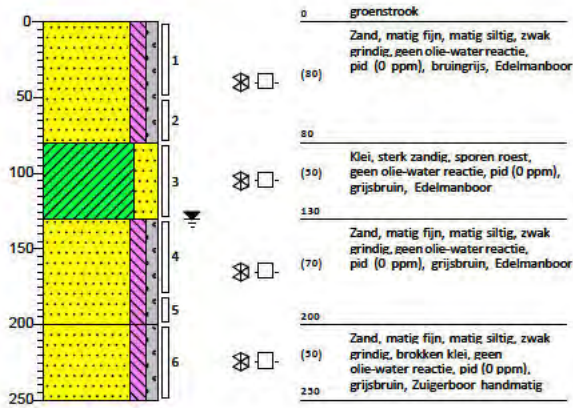 0
50
100
150
200
250
1
2
3
4
5
6
0 groenstrook
Zand, matig fijn, matig siltig, zwak
grindig, geen olie-water reactie,
(80) pid (0 ppm), bruingrijs, Edelmanboor
80
Klei, sterk zandig, sporen roest,
(50) geen olie-water reactie, pid (0 ppm),
grijsbruin, Edelmanboor
130
Zand, matig fijn, matig siltig, zwak
grindig, geen olie-water reactie,
(70) pid (0 ppm), grijsbruin, Edelmanboor
200
Zand, matig fijn, matig siltig, zwak
(50) grindig, brokken klei, geen
olie-water reactie, pid (0 ppm),
250 grijsbruin, Zuigerboor handmatig